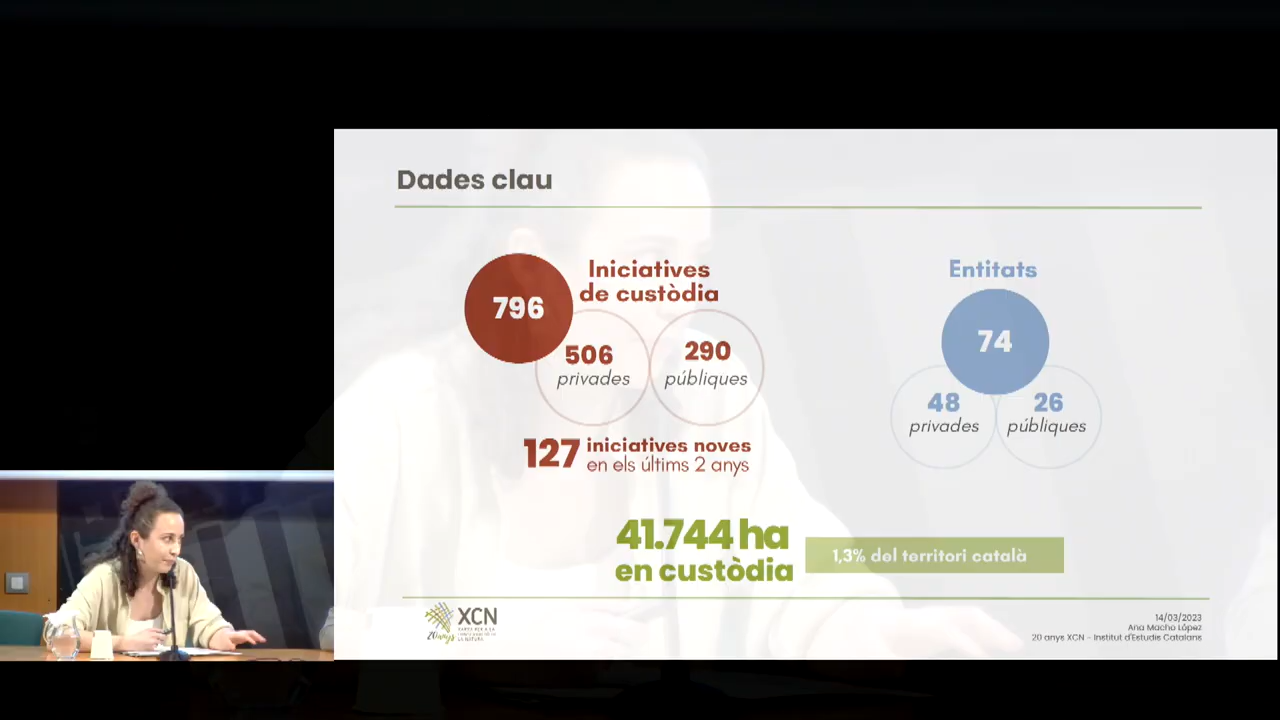 Dades clau
796
Iniciatives
de custòdia
506
privades
290
públiques
127 iniciatives noves
en els últims 2 anys
Entitats
74
48
privades
26
públiques
41.744 ha
en custòdia
1,3% del territori català
XCN
20anys
14/03/2023
Ana Macho López
20 anys XCN - Institut d'Estudis Catalans